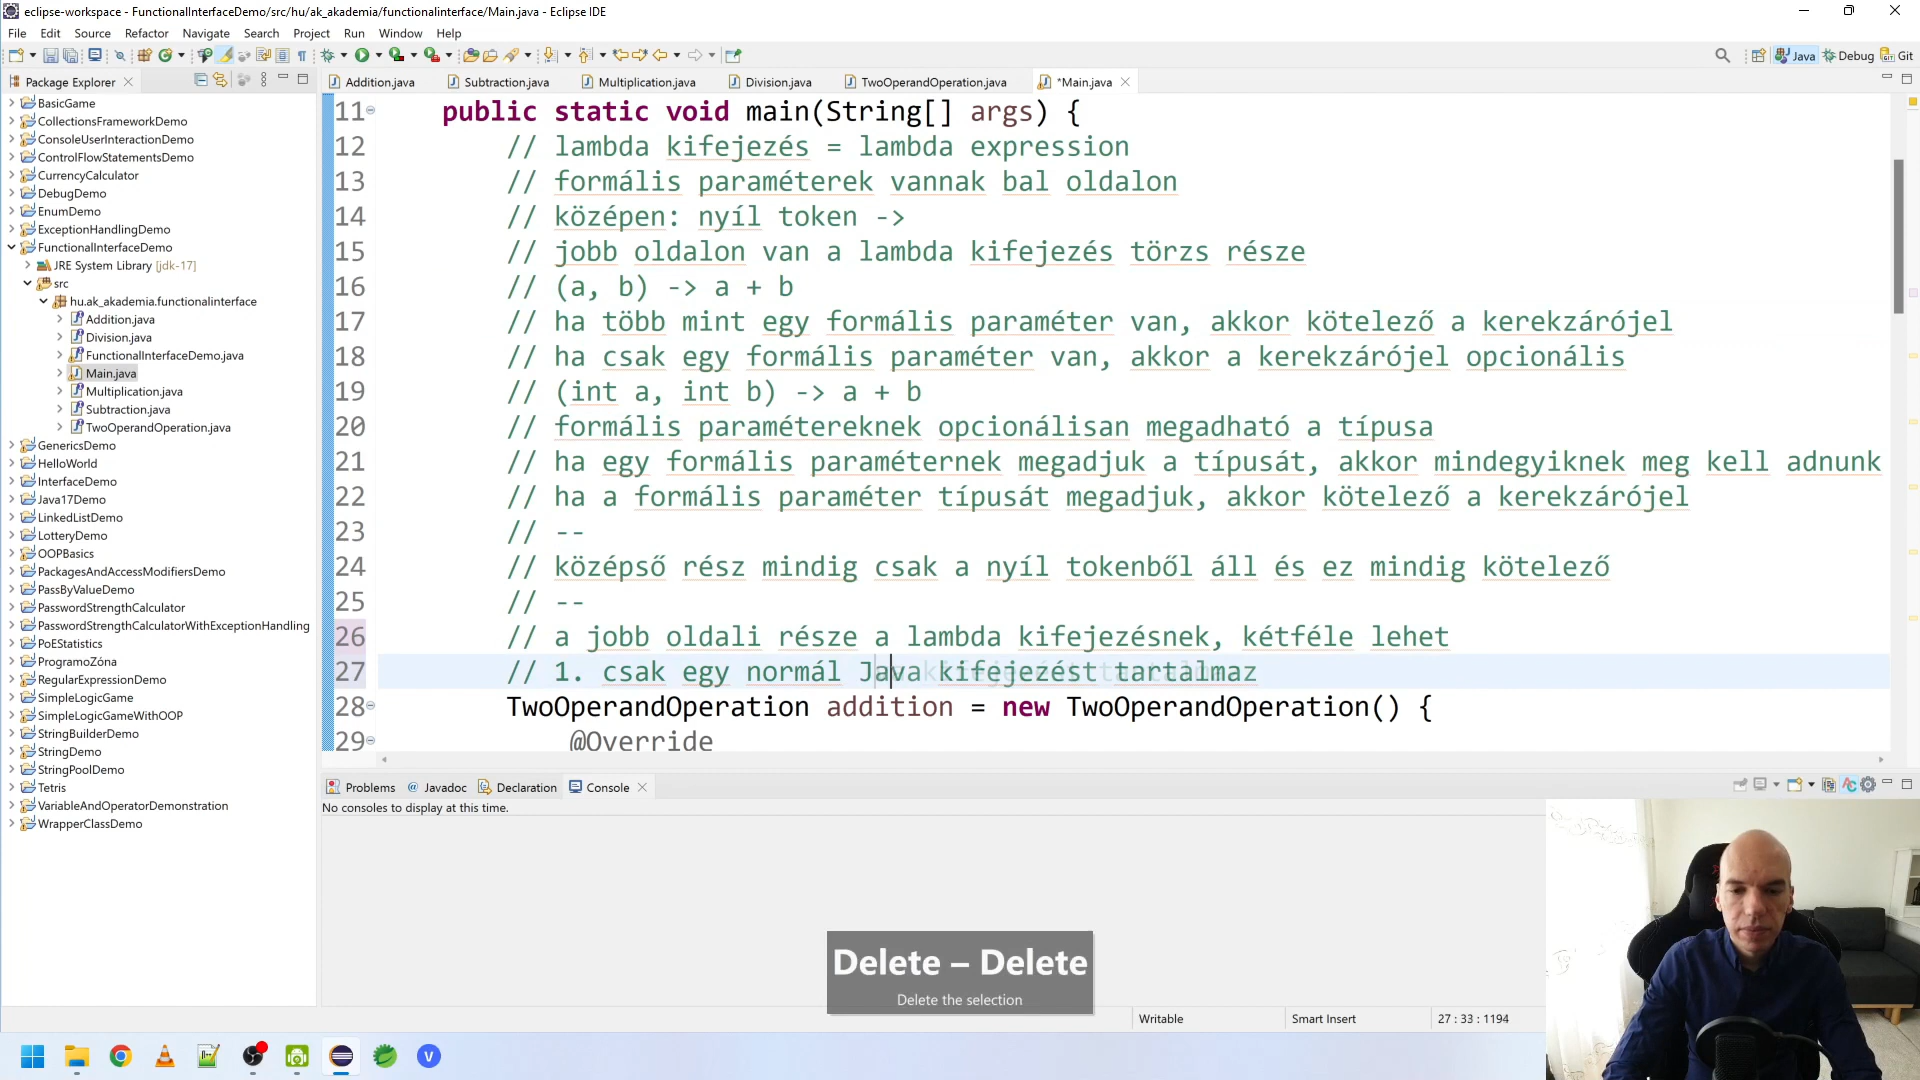 eclipse-workspace - FunctionalInterfaceDemo/src/hu/ak_akademia/functionalinterface/Main.java - Eclipse IDE
File Edit Source Refactor Navigate Search Project Run Window Help
Java Debug Git
Package Explorer
Addition.java Subtraction.java Multiplication.java Division.java TwoOperandOperation.java *Main.java
BasicGame
CollectionsFrameworkDemo
ConsoleUserInteractionDemo
ControlFlowStatementsDemo
CurrencyCalculator
DebugDemo
EnumDemo
ExceptionHandlingDemo
FunctionalInterfaceDemo
JRE System Library [jdk-17]
src
hu.ak_akademia.functionalinterface
Addition.java
Division.java
FunctionalInterfaceDemo.java
Main.java
Multiplication.java
Subtraction.java
TwoOperandOperation.java
GenericsDemo
HelloWorld
InterfaceDemo
Java17Demo
LinkedListDemo
LotteryDemo
OOPBasics
PackagesAndAccessModifiersDemo
PassByValueDemo
PasswordStrengthCalculator
PasswordStrengthCalculatorWithExceptionHandling
PoEStatistics
ProgramoZóna
RegularExpressionDemo
SimpleLogicGame
SimpleLogicGameWithOOP
StringBuilderDemo
StringDemo
StringPoolDemo
Tetris
VariableAndOperatorDemonstration
WrapperClassDemo
11 public static void main(String[] args) {
12 // lambda kifejezés = lambda expression
13 // formális paraméterek vannak bal oldalon
14 // középen: nyíl token ->
15 // jobb oldalon van a lambda kifejezés törzs része
16 // (a, b) -> a + b
17 // ha több mint egy formális paraméter van, akkor kötelező a kerekzárójel
18 // ha csak egy formális paraméter van, akkor a kerekzárójel opcionális
19 // (int a, int b) -> a + b
20 // formális paramétereknek opcionálisan megadható a típusa
21 // ha egy formális paraméternek megadjuk a típusát, akkor mindegyiknek meg kell adnunk
22 // ha a formális paraméter típusát megadjuk, akkor kötelező a kerekzárójel
23 // --
24 // középső rész mindig csak a nyíl tokenből áll és ez mindig kötelező
25 // --
26 // a jobb oldali része a lambda kifejezésnek, kétféle lehet
27 // 1. csak egy normál Java kifejezést tartalmaz
28 TwoOperandOperation addition = new TwoOperandOperation() {
29 @Override
Problems Javadoc Declaration Console
No consoles to display at this time.
Delete – Delete
Delete the selection
Writable Smart Insert 27 : 33 : 1194
V